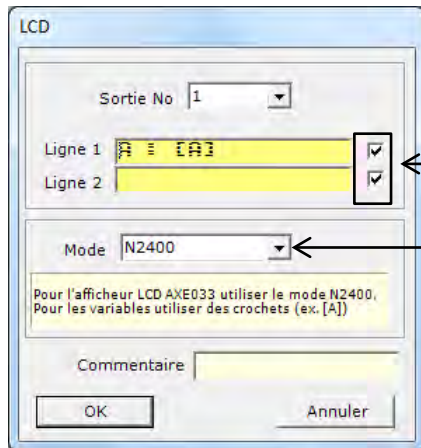 LCD
Sortie No 1
Ligne 1 A = [A]
Ligne 2
Mode N2400
Pour l'afficheur LCD AXE033 utiliser le mode N2400.
Pour les variables utiliser des crochets (ex. [A])
Commentaire
OK Annuler